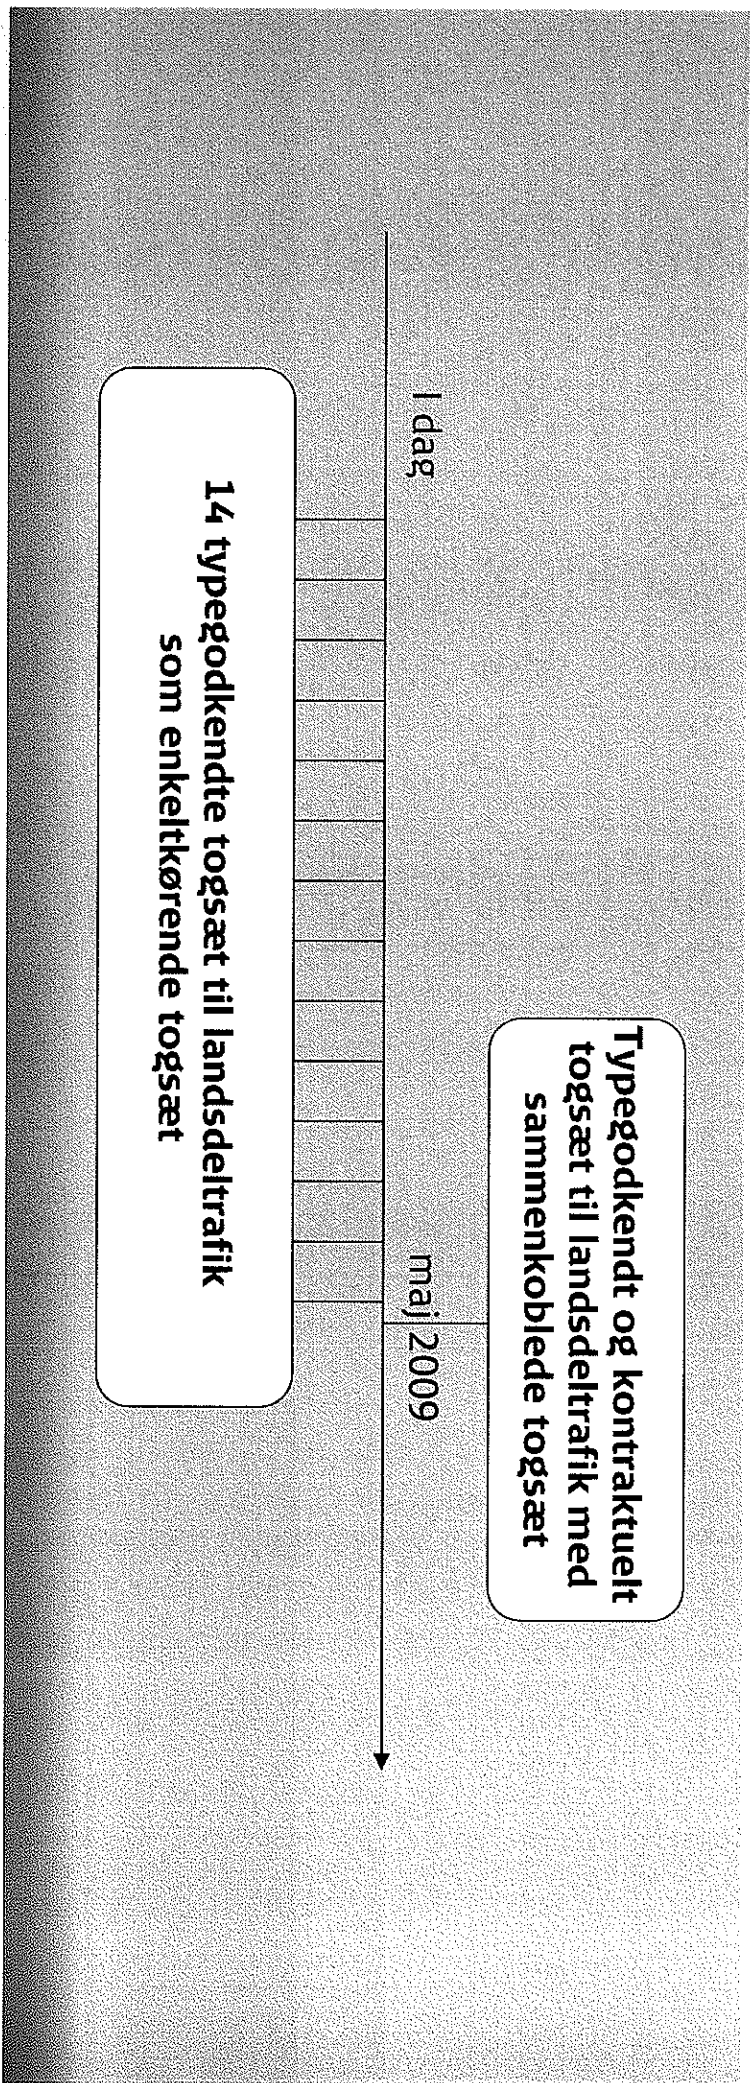 Typegodkendt og kontraktuelt
togsæt til landsdeltrafik med
sammenkoblede togsæt
I dag
maj 2009
14 typegodkendte togsæt til landsdeltrafik
som enkeltkørende togsæt